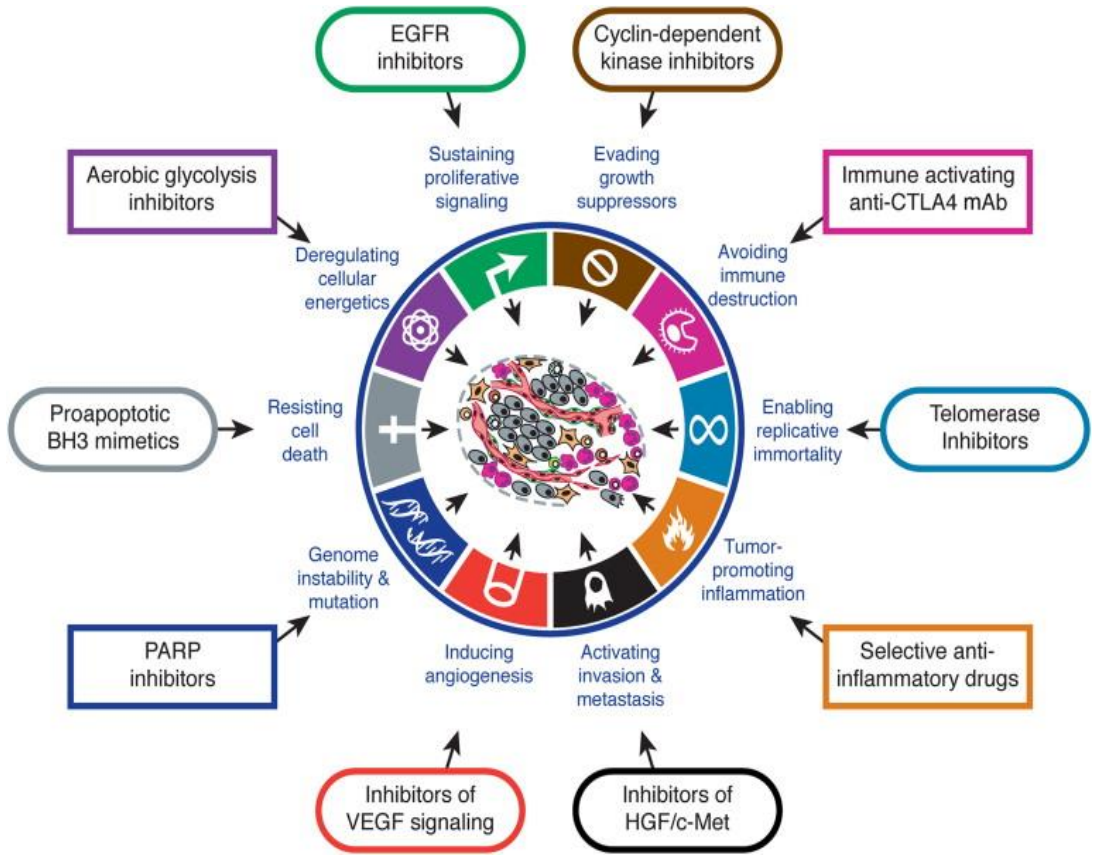 EGFR
inhibitors
Cyclin-dependent
kinase inhibitors
Sustaining
proliferative
signaling
Evading
growth
suppressors
Aerobic glycolysis
inhibitors
Immune activating
anti-CTLA4 mAb
Deregulating
cellular
energetics
Avoiding
immune
destruction
Proapoptotic
BH3 mimetics
Resisting
cell
death
Enabling
replicative
immortality
Telomerase
Inhibitors
Genome
instability &
mutation
Tumor-
promoting
inflammation
PARP
inhibitors
Inducing
angiogenesis
Activating
invasion &
metastasis
Selective anti-
inflammatory drugs
Inhibitors of
VEGF signaling
Inhibitors of
HGF/c-Met